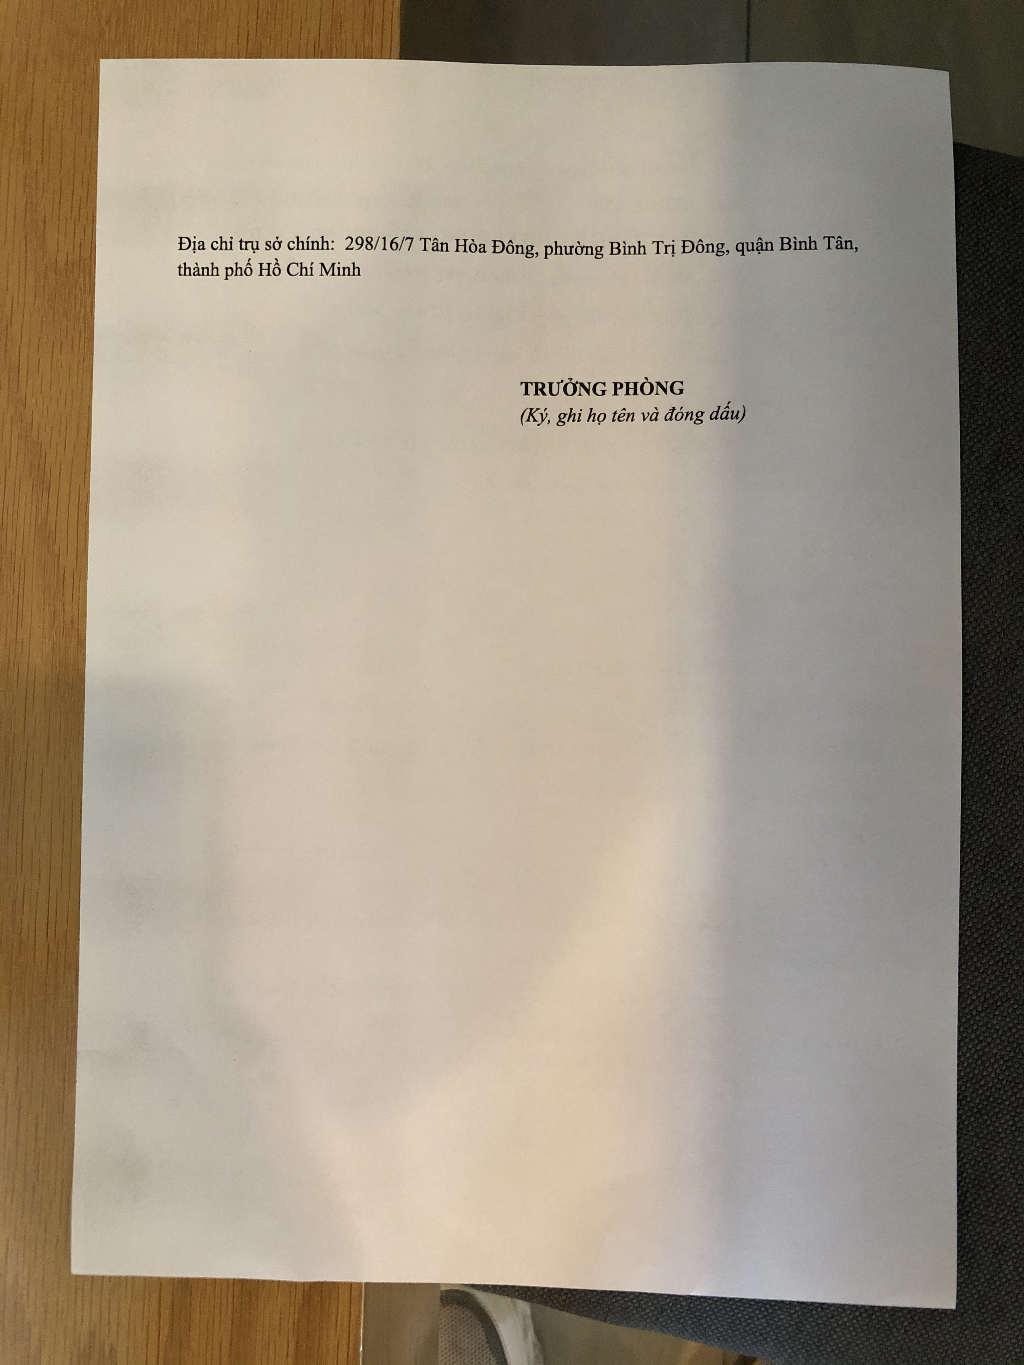 Địa chỉ trụ sở chính: 298/16/7 Tân Hòa Đông, phường Bình Trị Đông, quận Bình Tân,
thành phố Hồ Chí Minh
TRƯỞNG PHÒNG
(Ký, ghi họ tên và đóng dấu)